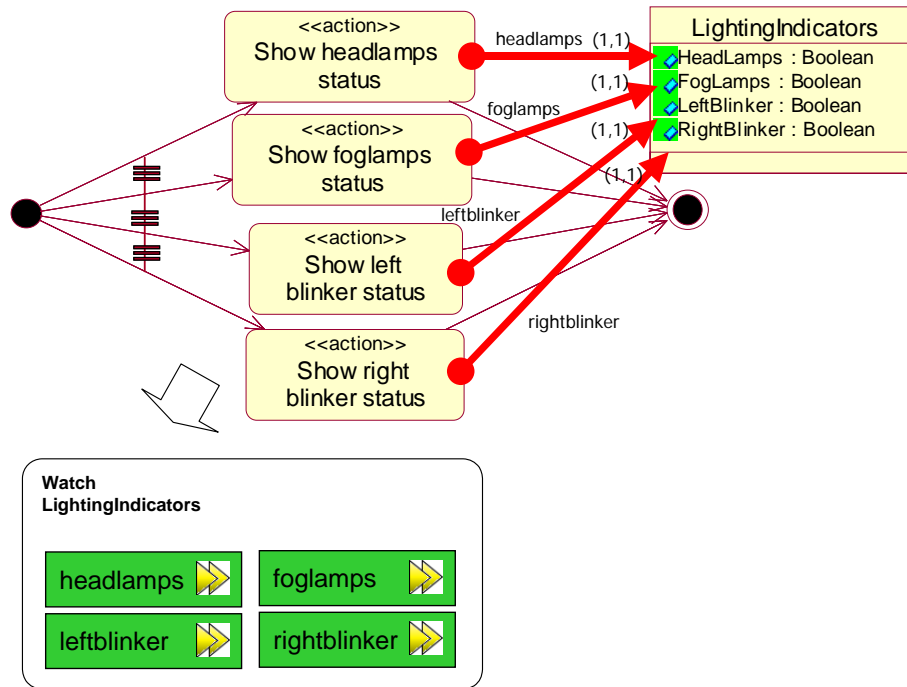 <<action>>
Show headlamps
status
headlamps (1,1)
LightingIndicators
HeadLamps : Boolean
FogLamps : Boolean
LeftBlinker : Boolean
RightBlinker : Boolean
(1,1)
foglamps
<<action>>
Show foglamps
status
(1,1)
(1,1)
leftblinker
<<action>>
Show left
blinker status
rightblinker
<<action>>
Show right
blinker status
Watch
LightingIndicators
headlamps
foglamps
leftblinker
rightblinker